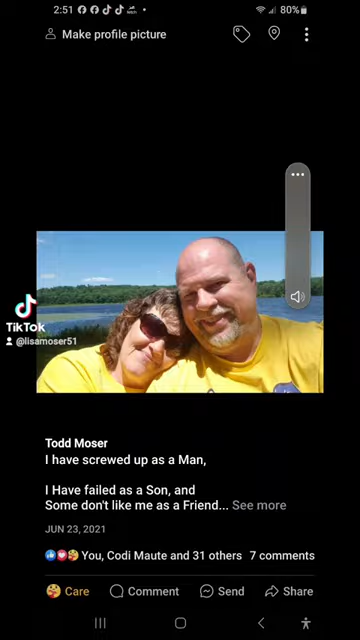 2:51
80%
Make profile picture
TikTok
@lisamoser51
Todd Moser
I have screwed up as a Man,
I Have failed as a Son, and
Some don't like me as a Friend... See more
JUN 23, 2021
You, Codi Maute and 31 others 7 comments
Care Comment Send Share